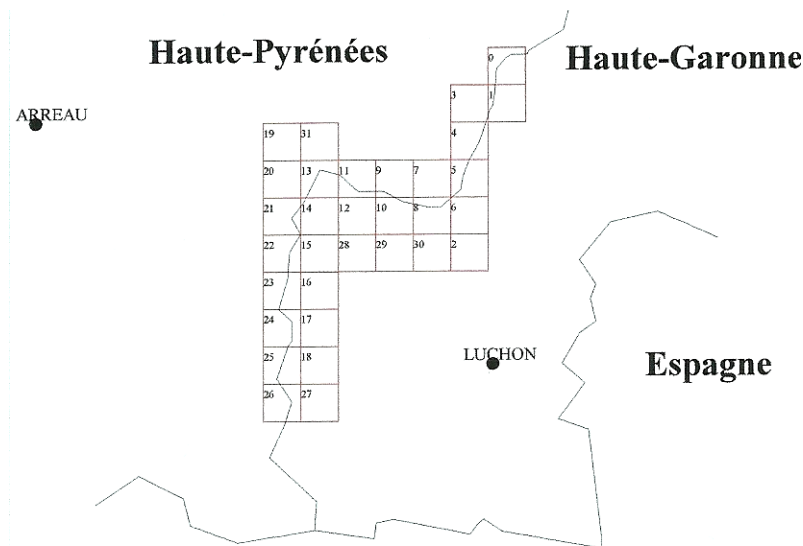 Haute-Pyrénées
Haute-Garonne
0
3 1
ARREAU
4
19 31
20 13 11 9 7 5
21 14 12 10 8 6
22 15 28 29 30 2
23 16
24 17
25 18
LUCHON
Espagne
26 27